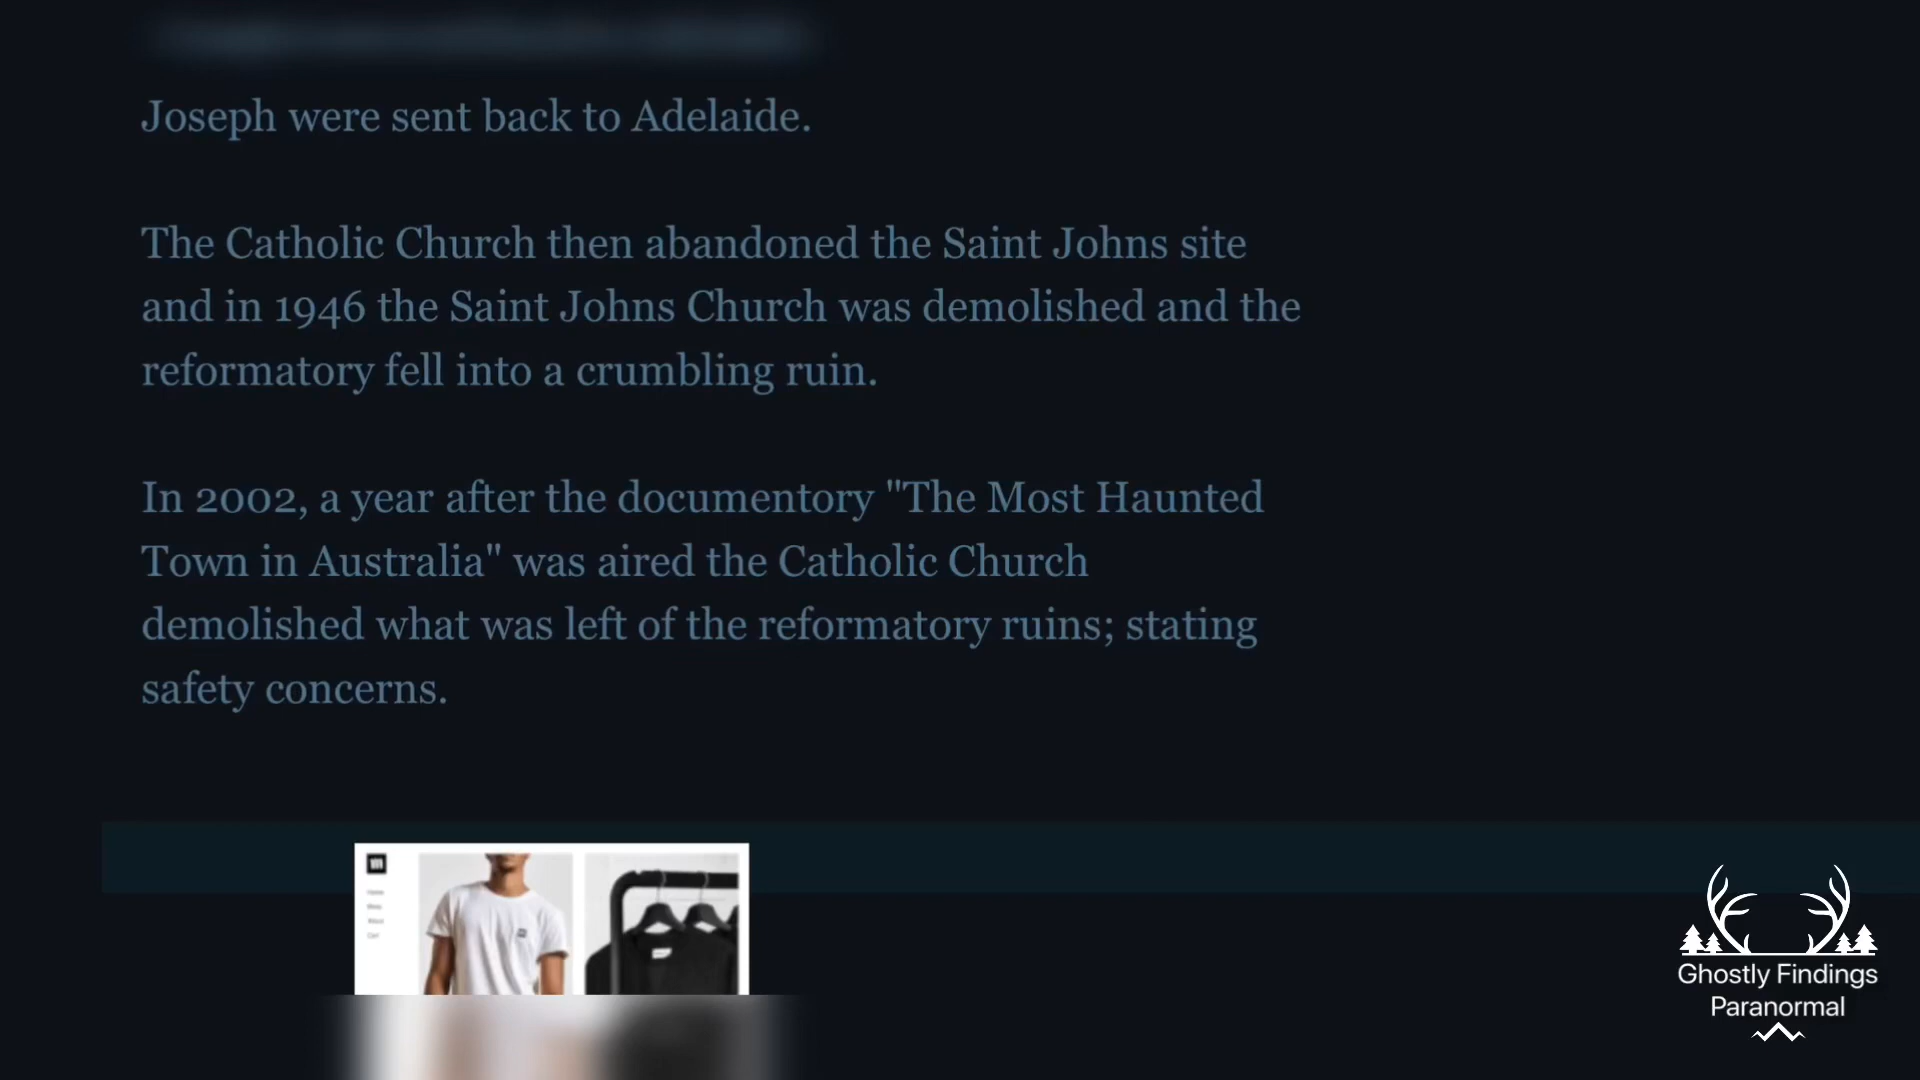 Joseph were sent back to Adelaide.
The Catholic Church then abandoned the Saint Johns site
and in 1946 the Saint Johns Church was demolished and the
reformatory fell into a crumbling ruin.
In 2002, a year after the documentory "The Most Haunted
Town in Australia" was aired the Catholic Church
demolished what was left of the reformatory ruins; stating
safety concerns.
Ghostly Findings
Paranormal